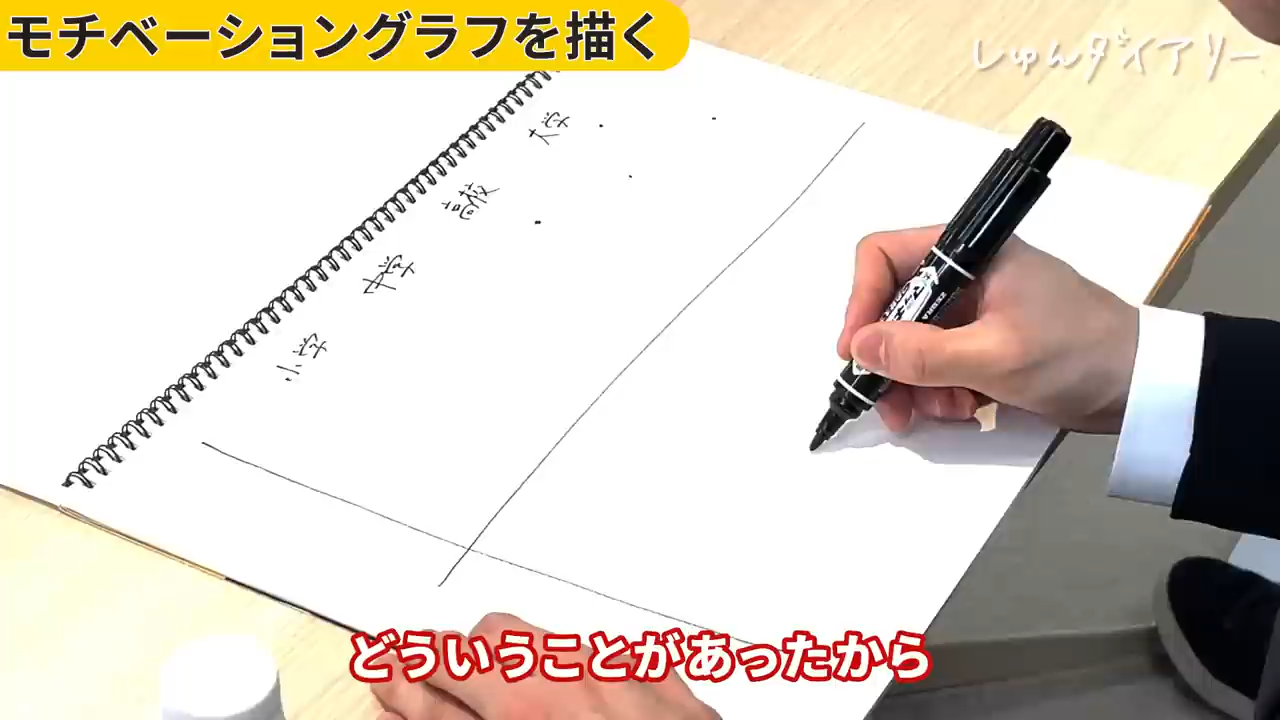 モチベーショングラフを描く
しゅんダイアリー
大学
高校
中学
小学
ZEBRA
どういうことがあったから